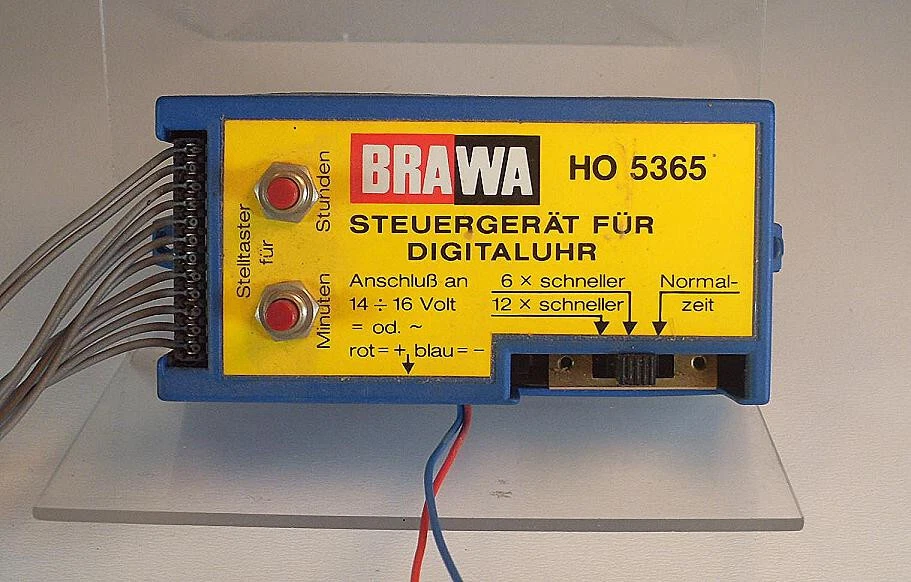 BRAWA HO 5365
STEUERGERÄT FÜR
DIGITALUHR
Stelltaster
für
Stunden
Minuten
Anschluß an
14 ÷ 16 Volt
= od. ~
rot = + blau = -
6 x schneller
12 x schneller
Normal-
zeit